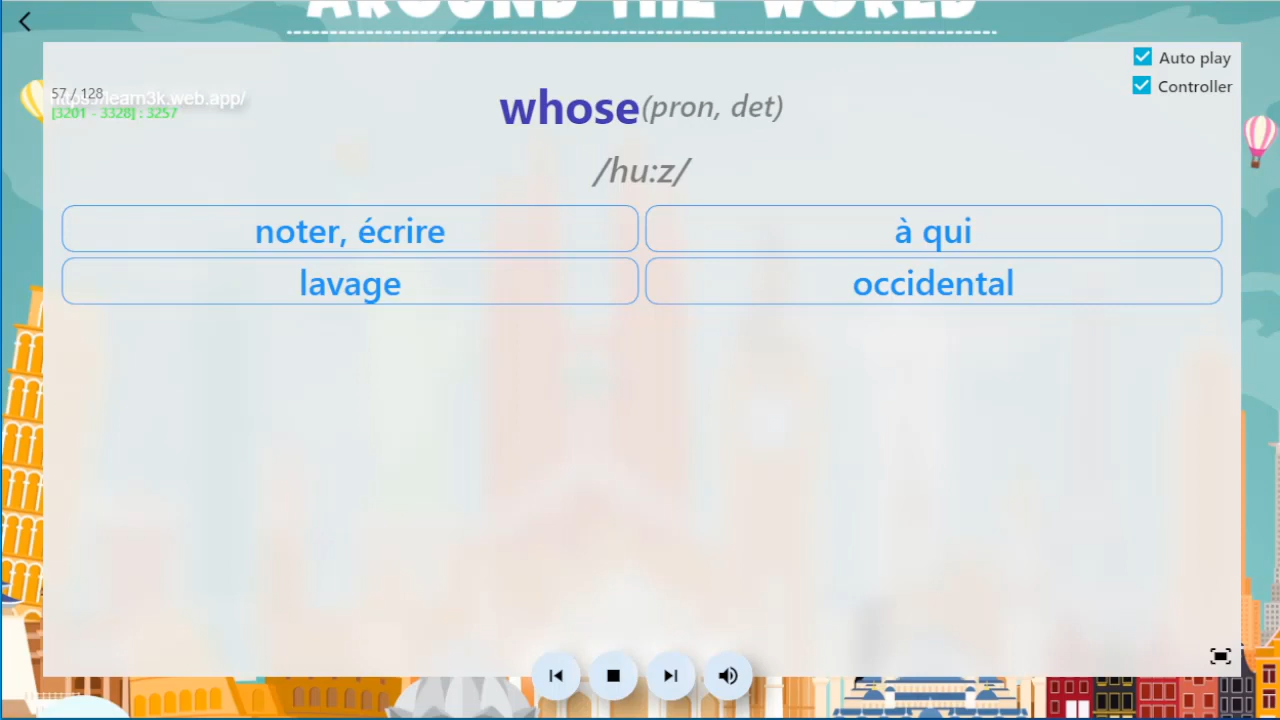 AROUND THE WORLD
Auto play
57 / 128
https://learn3k.web.app/
Controller
[3201 - 3328] : 3257
whose(pron, det)
/hu:z/
noter, écrire
à qui
lavage
occidental